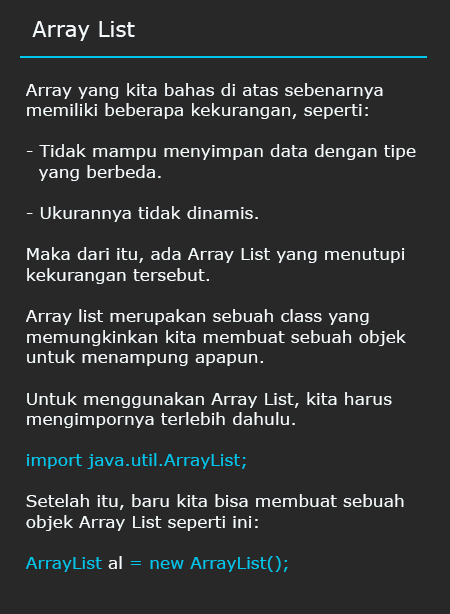 Array List
Array yang kita bahas di atas sebenarnya
memiliki beberapa kekurangan, seperti:
- Tidak mampu menyimpan data dengan tipe
yang berbeda.
- Ukurannya tidak dinamis.
Maka dari itu, ada Array List yang menutupi
kekurangan tersebut.
Array list merupakan sebuah class yang
memungkinkan kita membuat sebuah objek
untuk menampung apapun.
Untuk menggunakan Array List, kita harus
mengimpornya terlebih dahulu.
import java.util.ArrayList;
Setelah itu, baru kita bisa membuat sebuah
objek Array List seperti ini:
ArrayList al = new ArrayList();